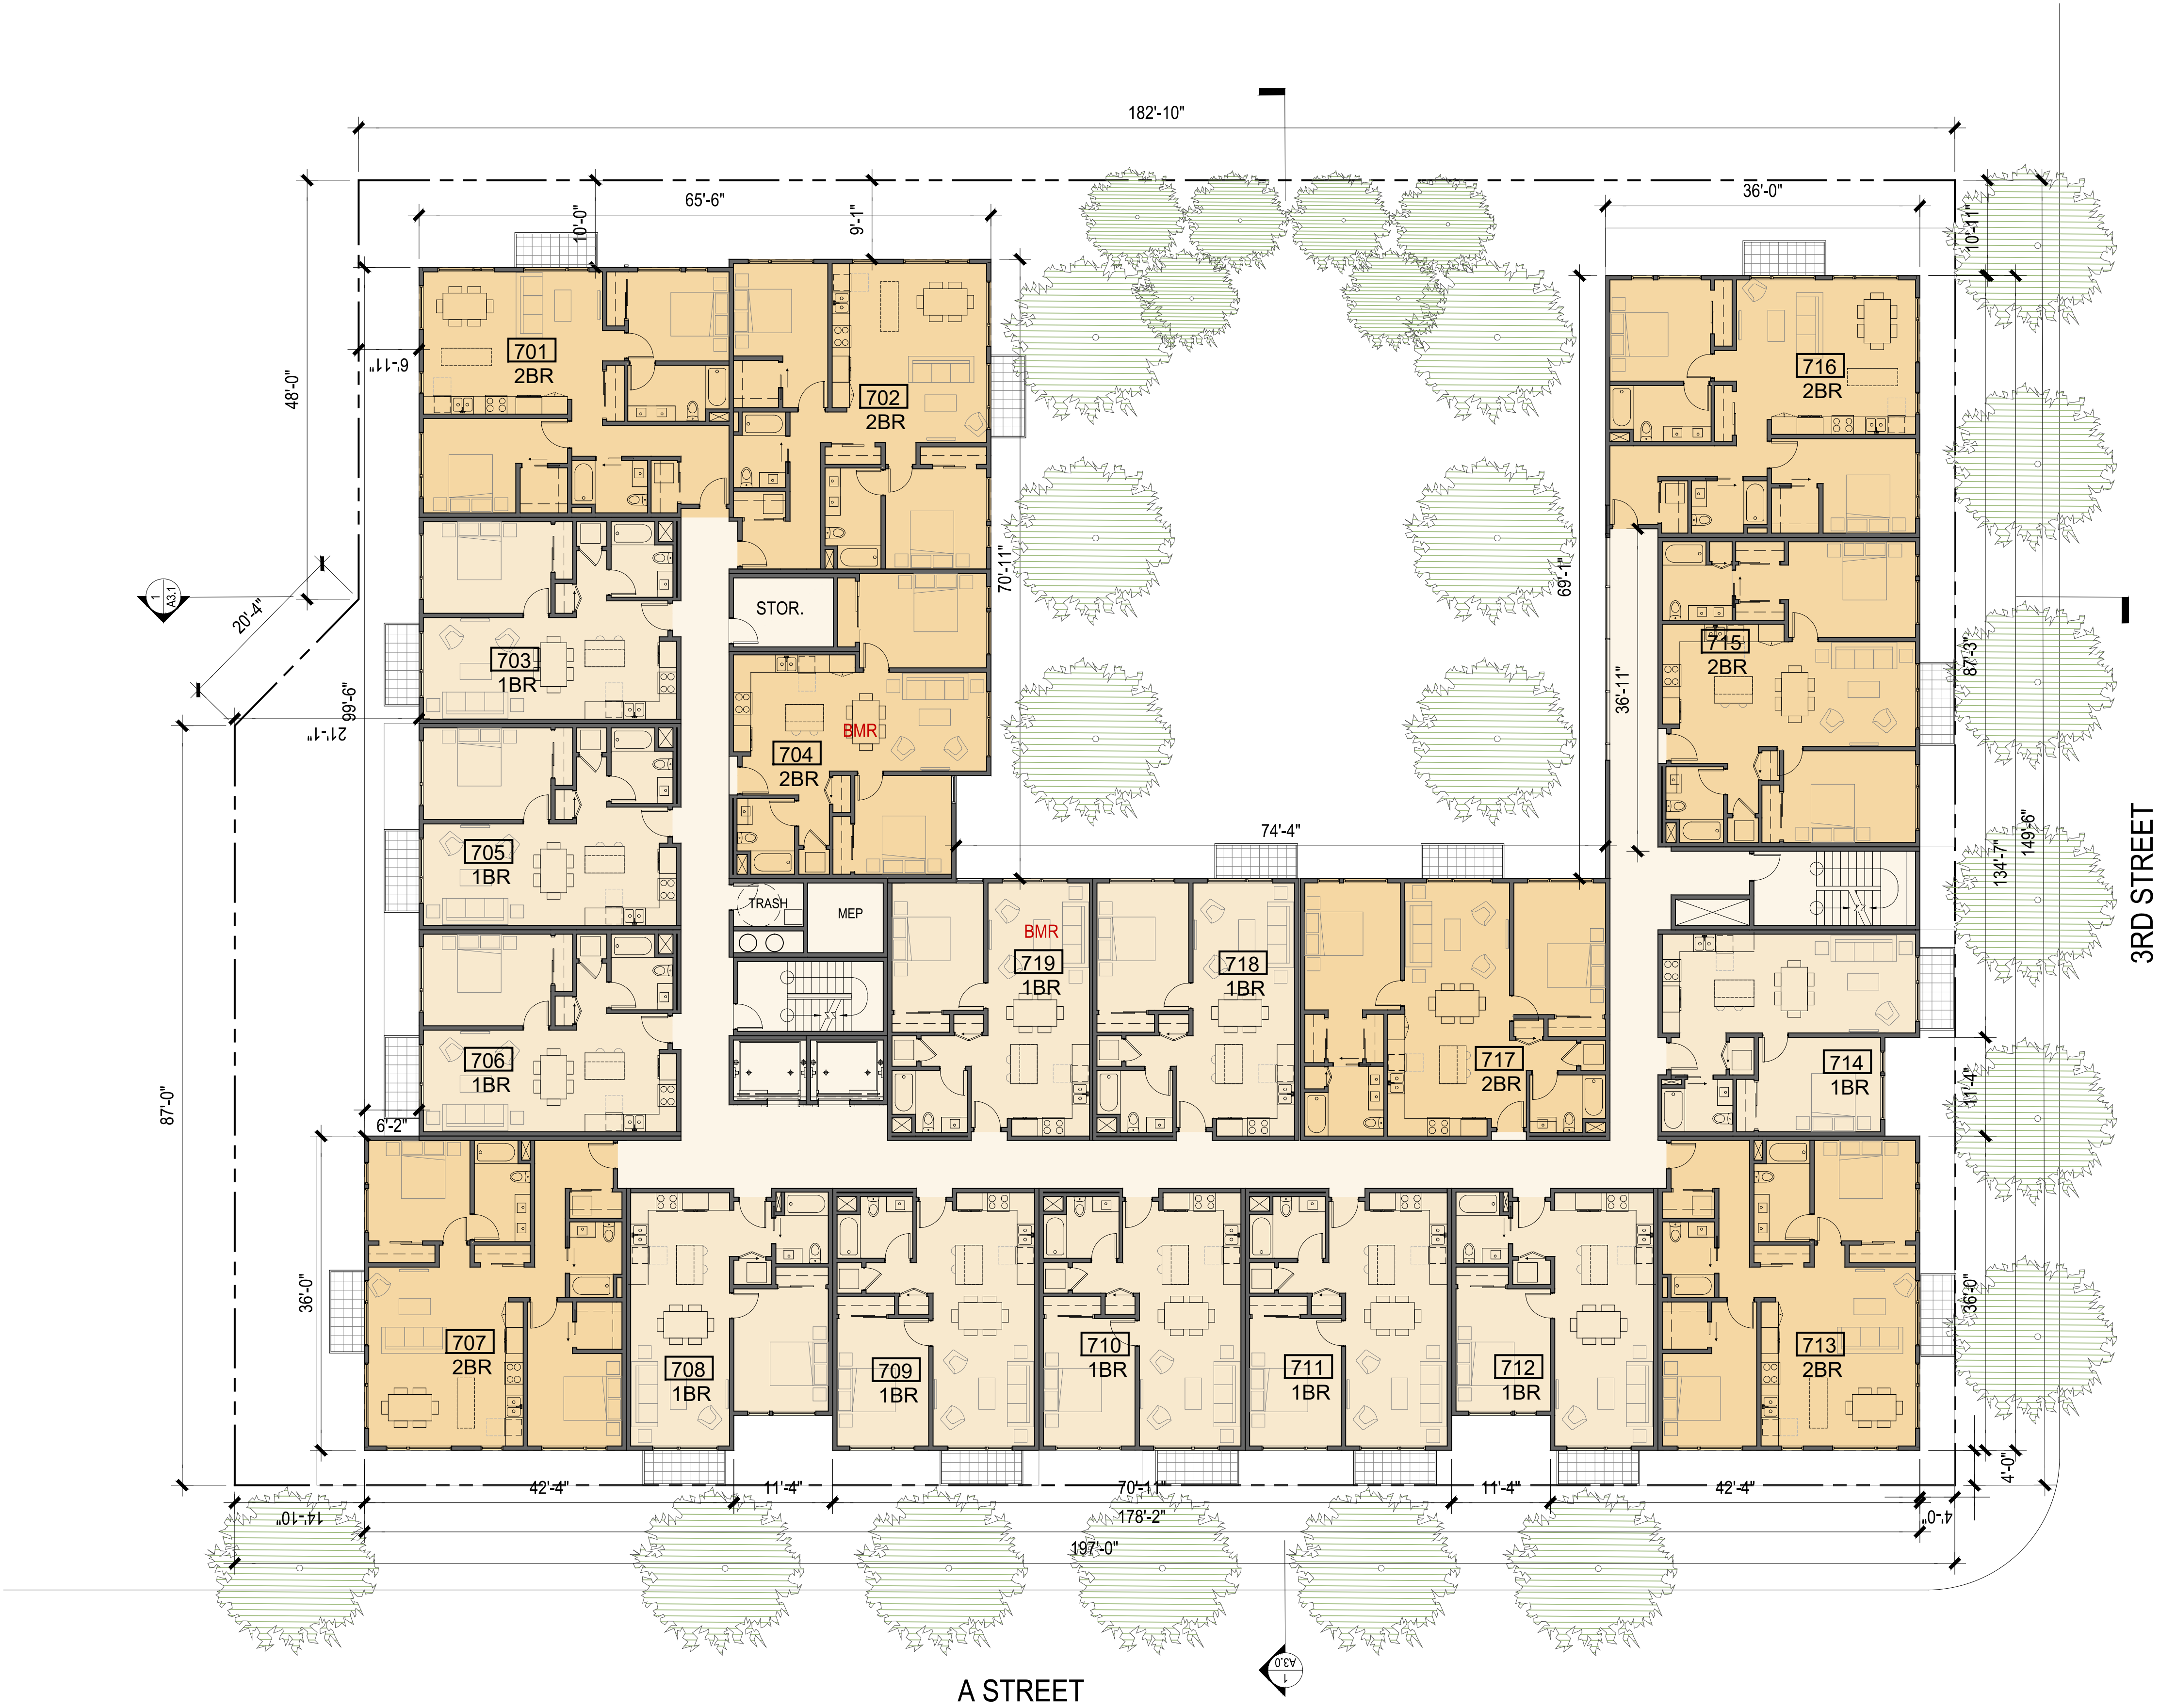 182'-10"
65'-6"
36'-0"
10'-0"
9'-1"
10'-11"
701
2BR
702
2BR
716
2BR
6'-11"
48'-0"
70'-11"
69'-1"
1
A3.1
20'-4"
STOR.
703
1BR
715
2BR
87'-3"
36'-11"
99'-6"
21'-1"
BMR
704
2BR
74'-4"
705
1BR
134'-7"
149'-6"
3RD STREET
TRASH
MEP
BMR
719
1BR
718
1BR
706
1BR
717
2BR
714
1BR
11'-4"
87'-0"
6'-2"
36'-0"
36'-0"
707
2BR
708
1BR
709
1BR
710
1BR
711
1BR
712
1BR
713
2BR
4'-0"
42'-4"
11'-4"
70'-11"
11'-4"
42'-4"
14'-10"
178'-2"
4'-0"
197'-0"
A3.0
1
A STREET